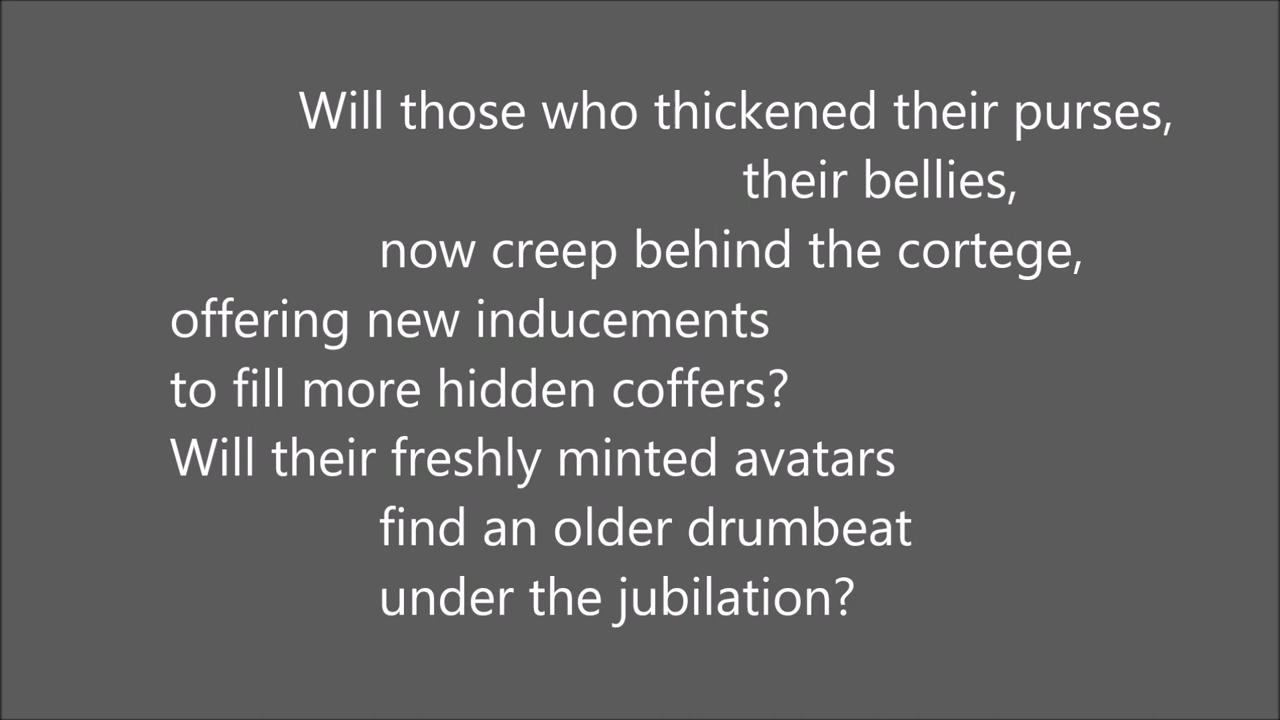 Will those who thickened their purses,
their bellies,
now creep behind the cortege,
offering new inducements
to fill more hidden coffers?
Will their freshly minted avatars
find an older drumbeat
under the jubilation?